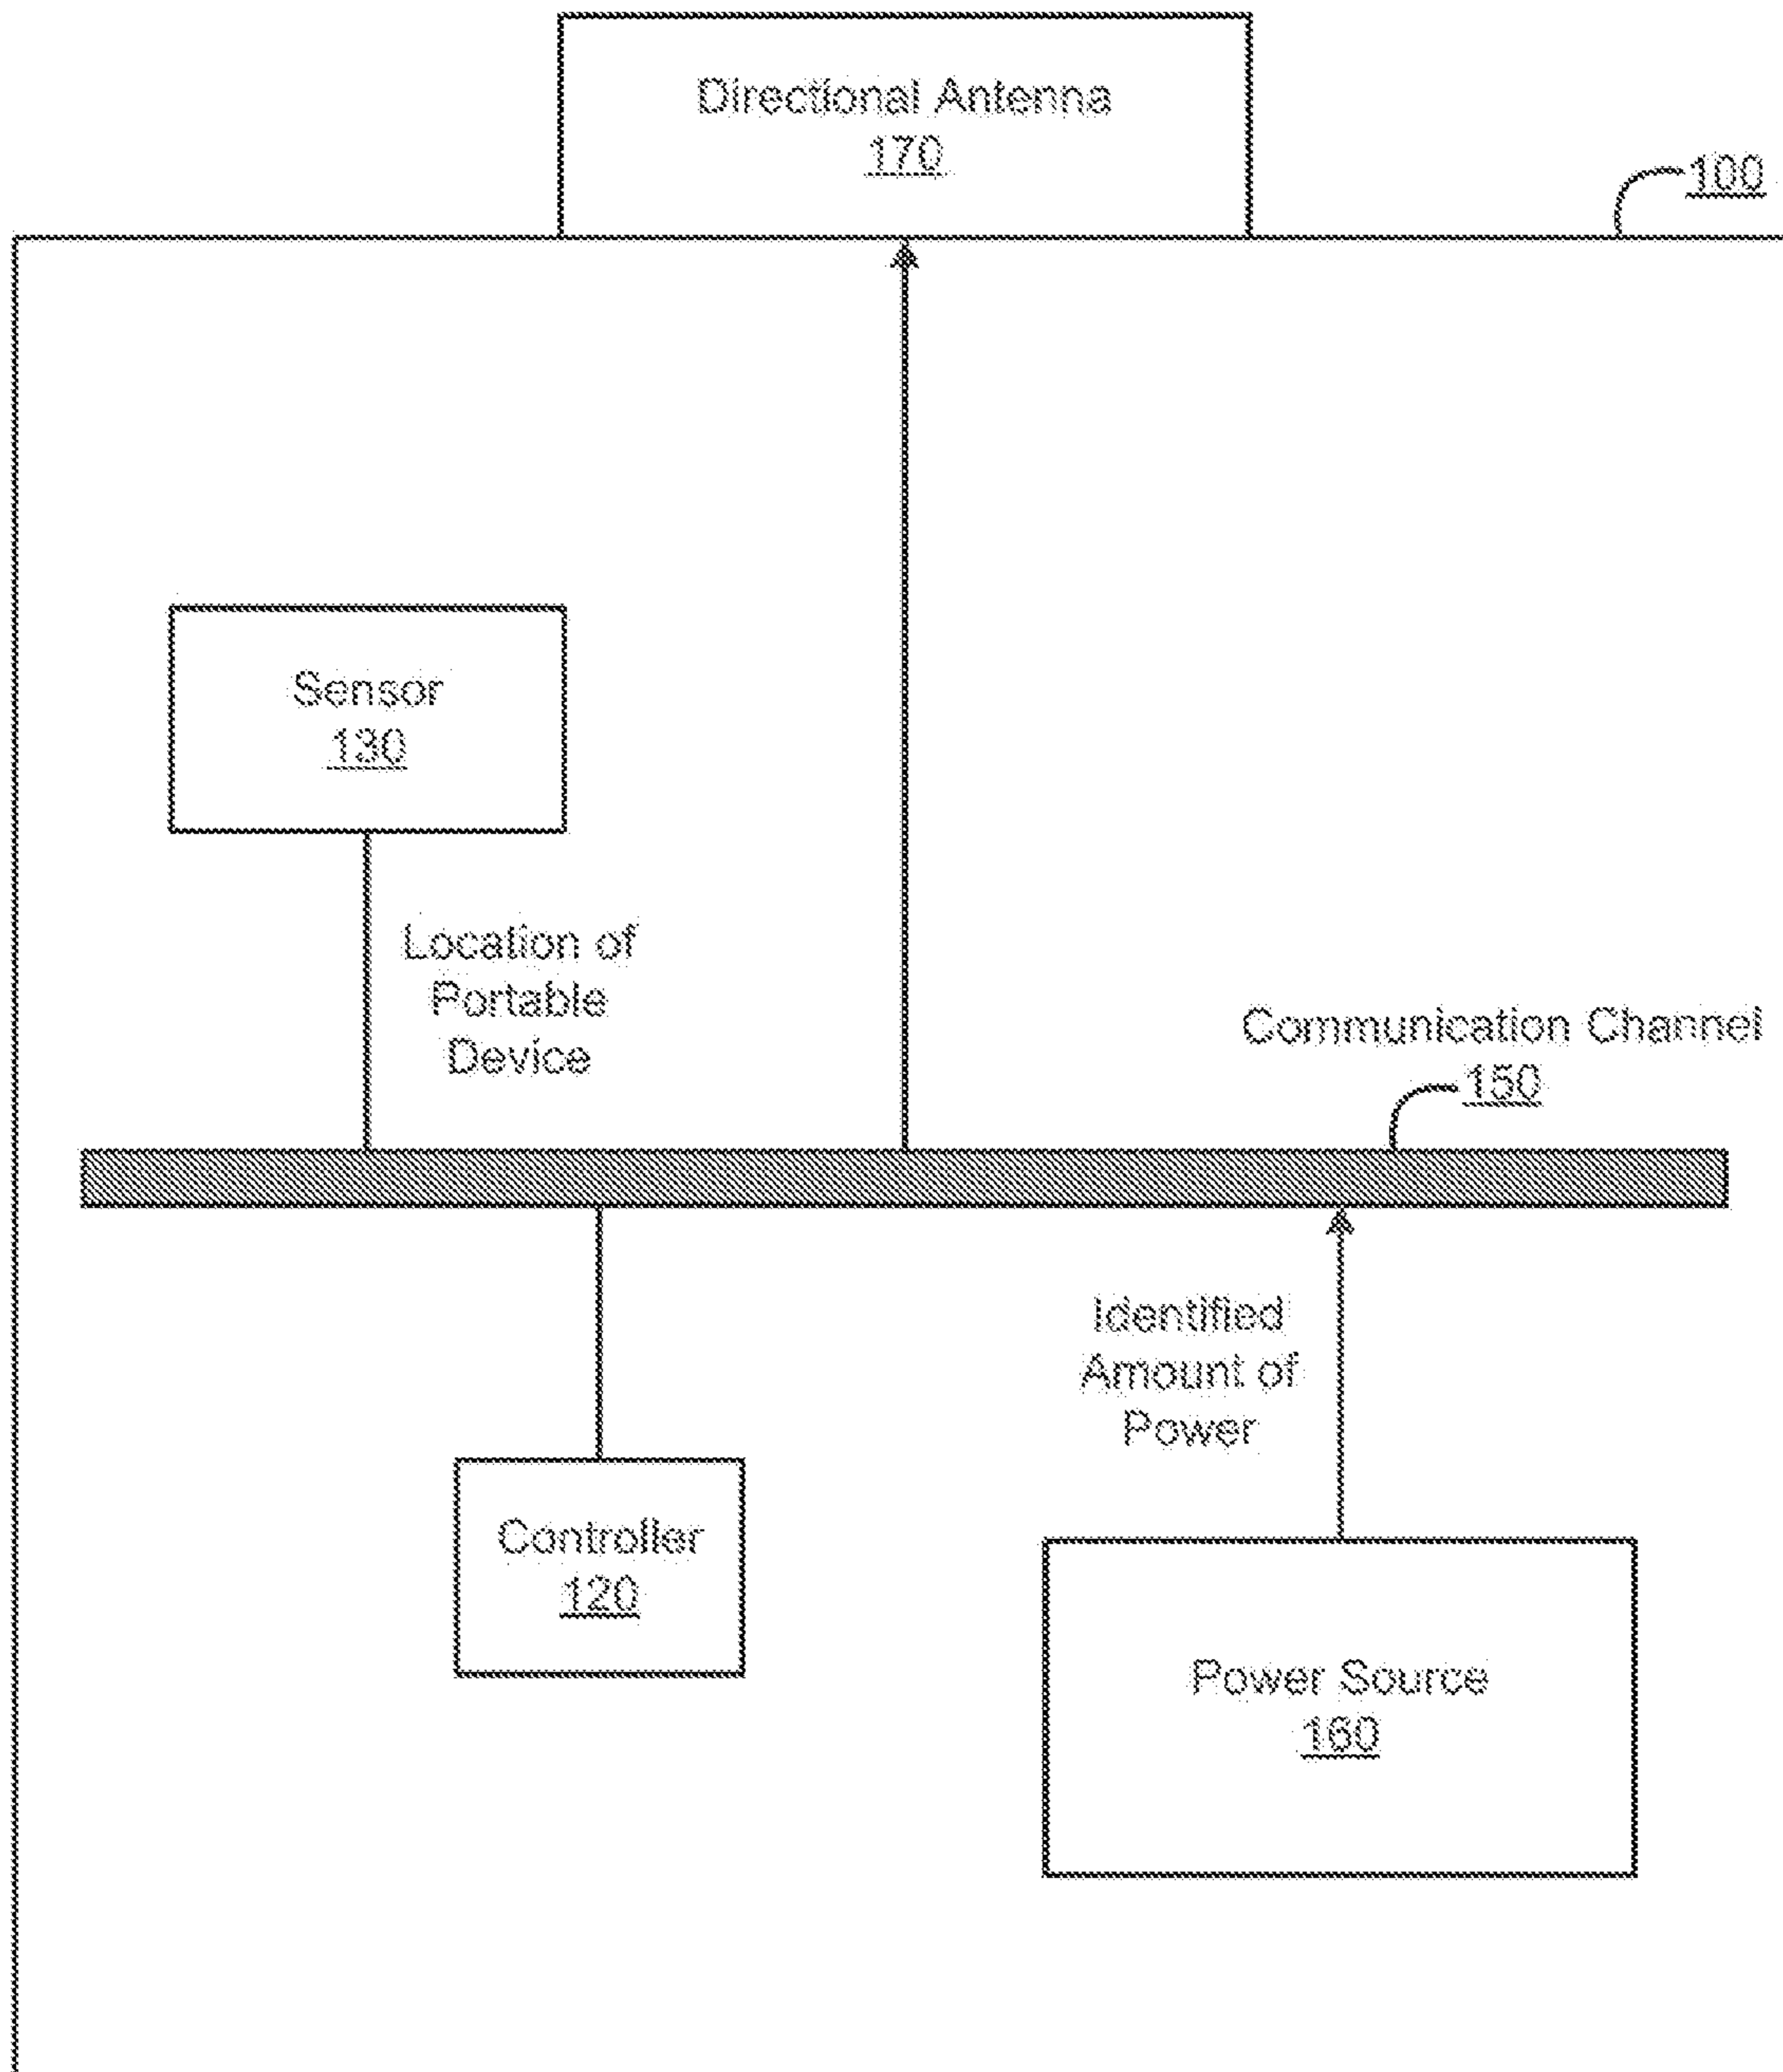 Directional Antenna
170
100
Sensor
130
Location of
Portable
Device
Communication Channel
150
Identified
Amount of
Power
Controller
120
Power Source
160